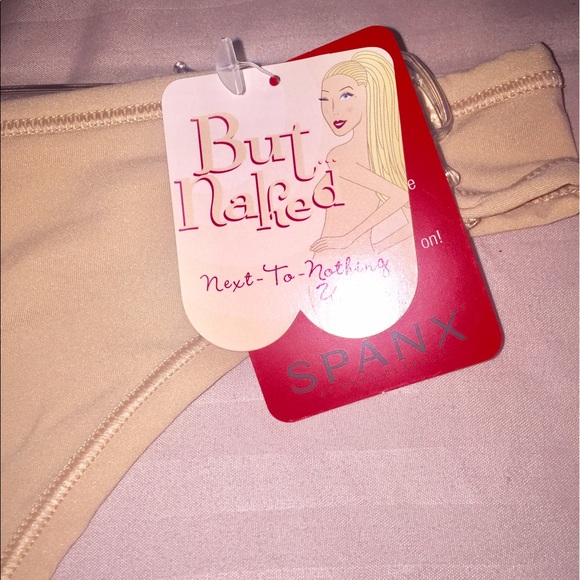 But
Naked
Next-To-Nothing
e
on!
SPANX